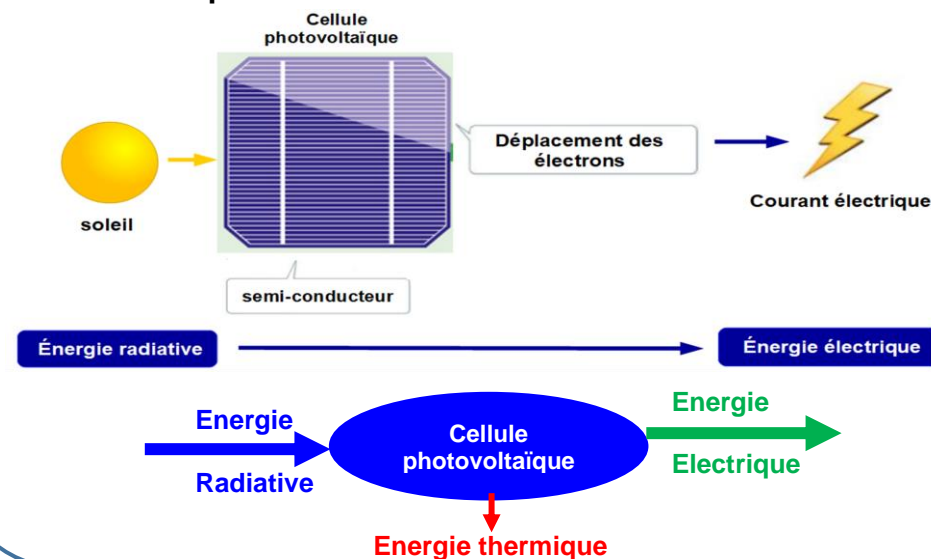 Cellule
photovoltaïque
Déplacement des
électrons
Courant électrique
soleil
semi-conducteur
Énergie radiative
Énergie électrique
Energie
Radiative
Cellule
photovoltaïque
Energie
Electrique
Energie thermique